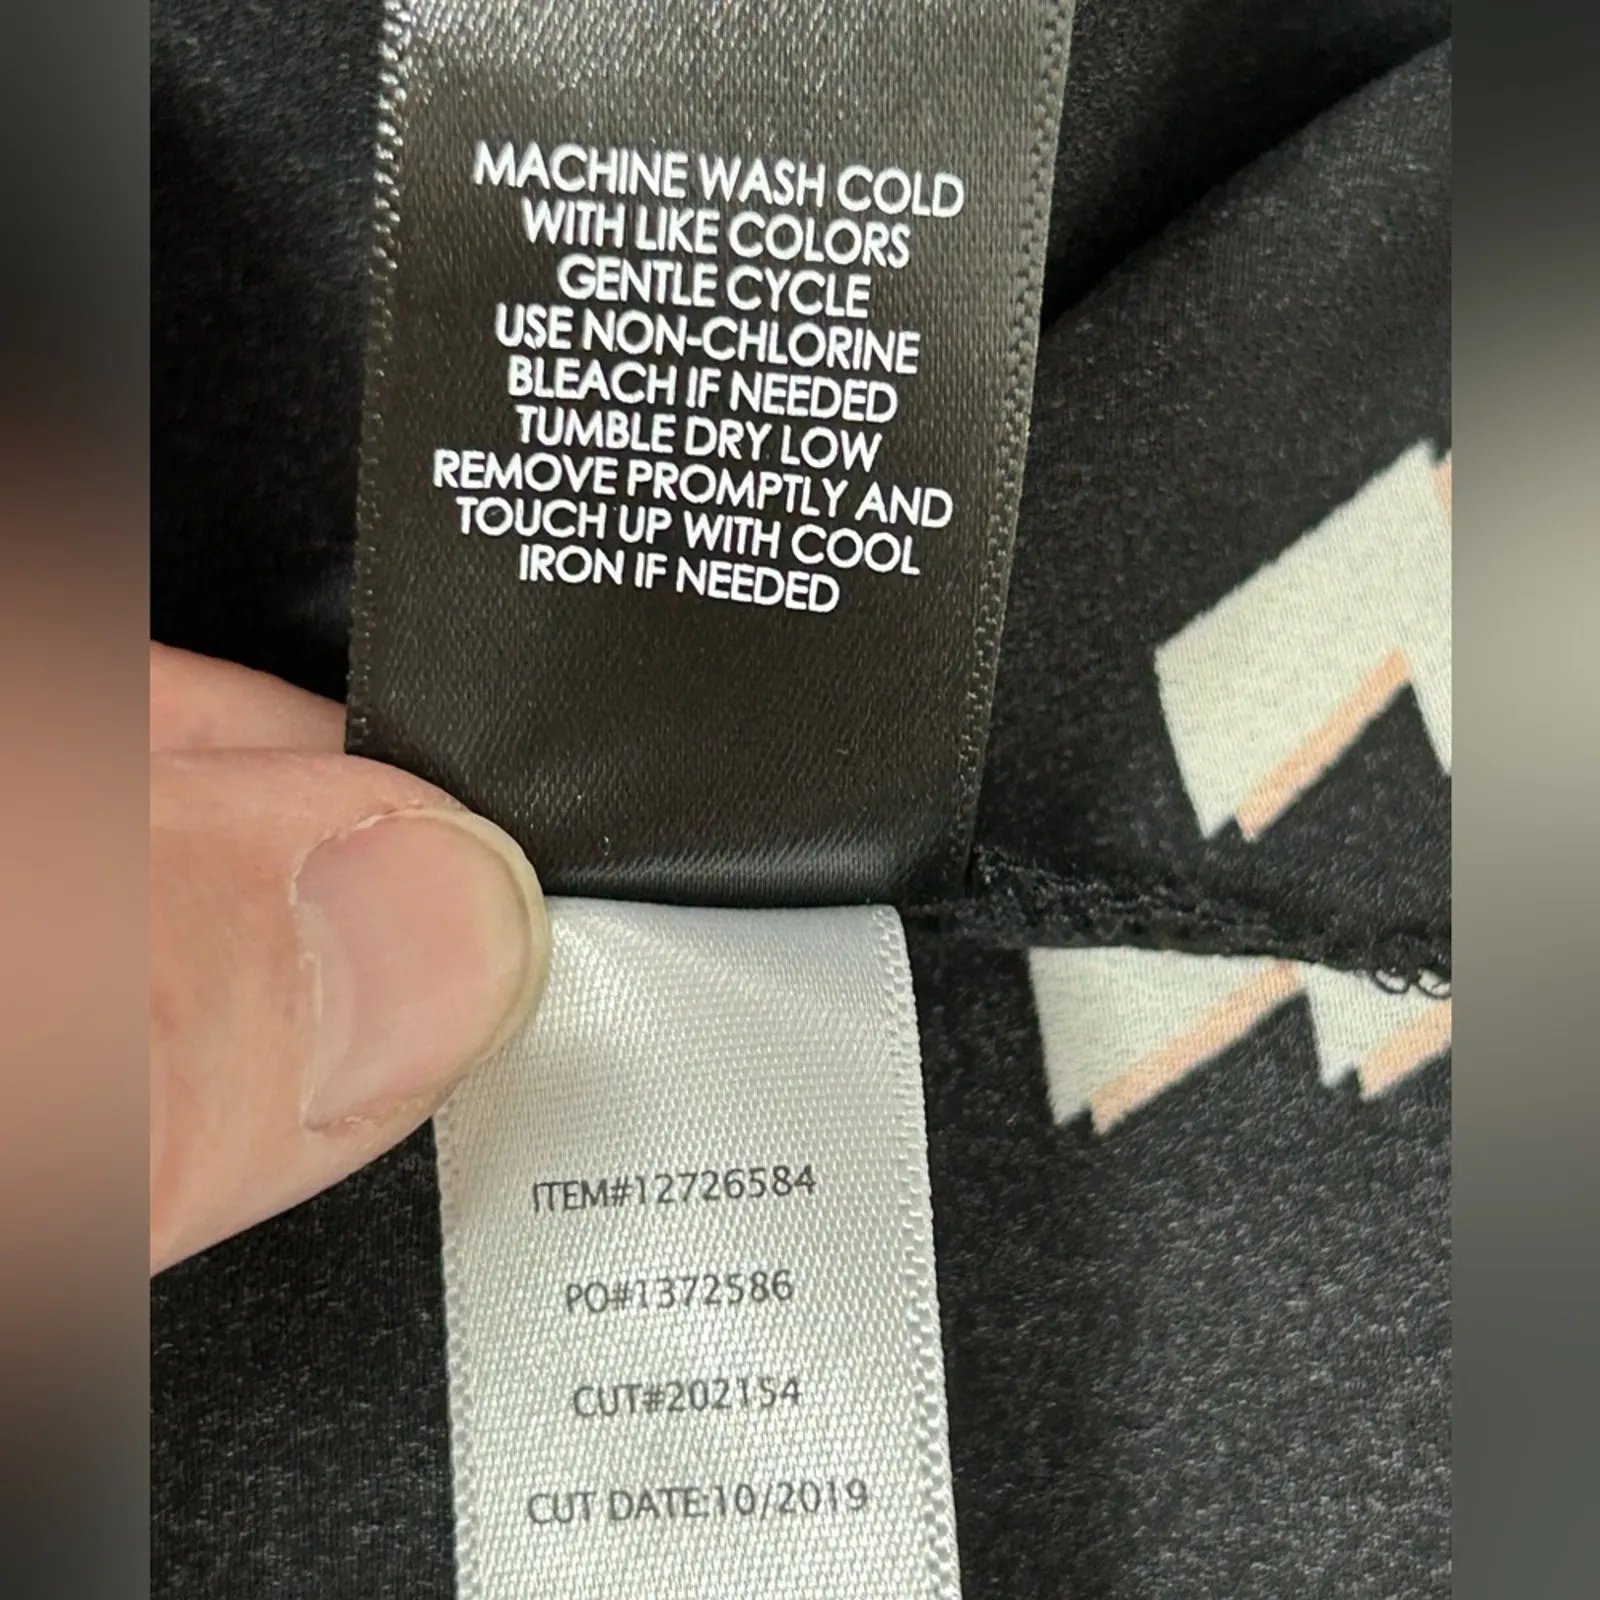 MACHINE WASH COLD
WITH LIKE COLORS
GENTLE CYCLE
USE NON-CHLORINE
BLEACH IF NEEDED
TUMBLE DRY LOW
REMOVE PROMPTLY AND
TOUCH UP WITH COOL
IRON IF NEEDED
ITEM#12726584
PO#1372586
CUT#202154
CUT DATE:10/2019